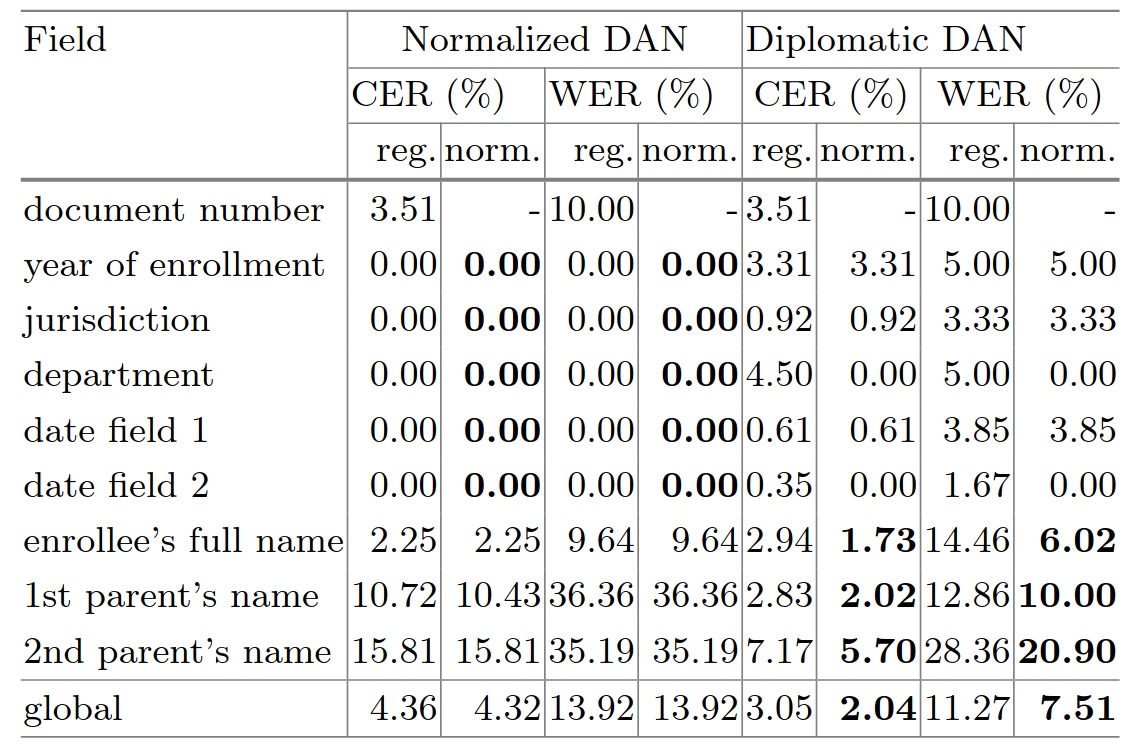 Field Normalized DAN Diplomatic DAN
CER (%) WER (%) CER (%) WER (%)
reg. norm. reg. norm. reg. norm. reg. norm.
document number 3.51 - 10.00 - 3.51 - 10.00 -
year of enrollment 0.00 0.00 0.00 0.00 3.31 3.31 5.00 5.00
jurisdiction 0.00 0.00 0.00 0.00 0.92 0.92 3.33 3.33
department 0.00 0.00 0.00 0.00 4.50 0.00 5.00 0.00
date field 1 0.00 0.00 0.00 0.00 0.61 0.61 3.85 3.85
date field 2 0.00 0.00 0.00 0.00 0.35 0.00 1.67 0.00
enrollee's full name 2.25 2.25 9.64 9.64 2.94 1.73 14.46 6.02
1st parent's name 10.72 10.43 36.36 36.36 2.83 2.02 12.86 10.00
2nd parent's name 15.81 15.81 35.19 35.19 7.17 5.70 28.36 20.90
global 4.36 4.32 13.92 13.92 3.05 2.04 11.27 7.51